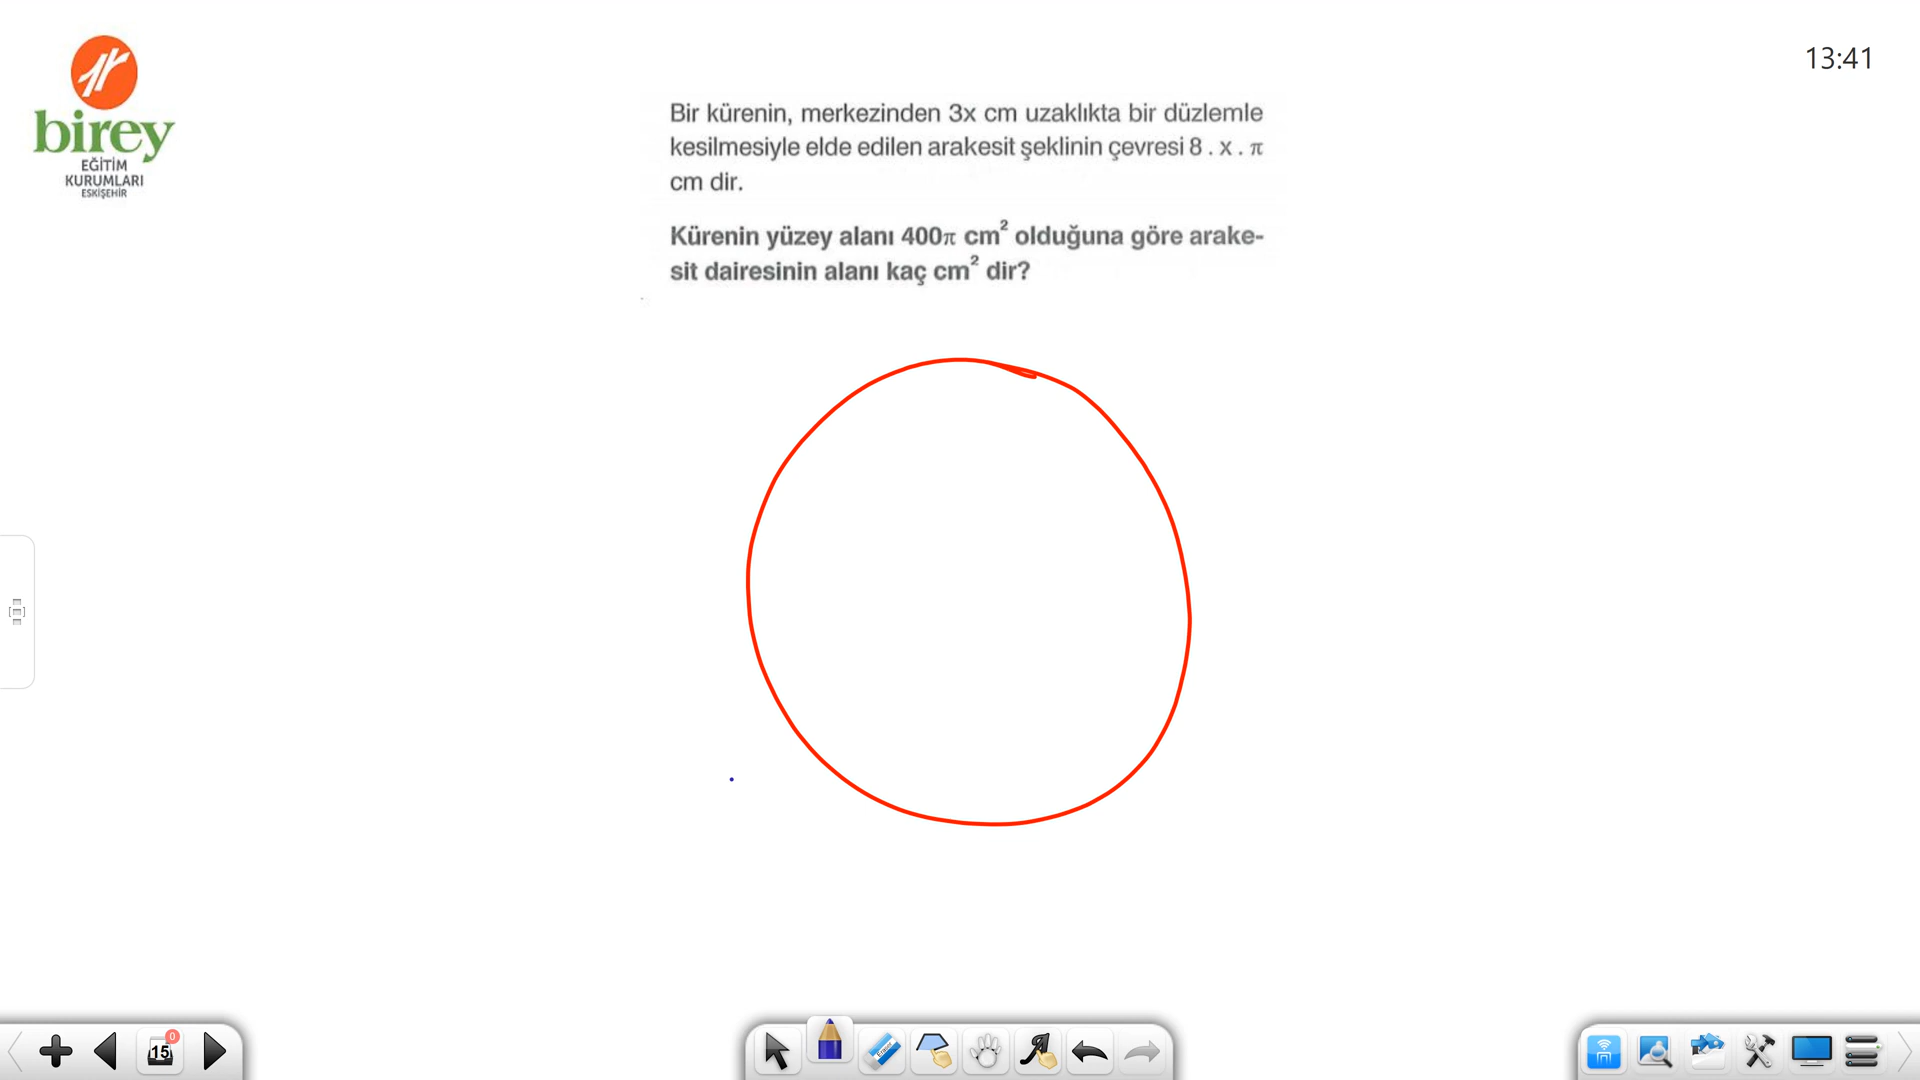 birey
EĞİTİM
KURUMLARI
ESKİŞEHİR
13:41
Bir kürenin, merkezinden 3x cm uzaklıkta bir düzlemle
kesilmesiyle elde edilen arakesit şeklinin çevresi 8 . x . π
cm dir.
Kürenin yüzey alanı 400π cm² olduğuna göre arake-
sit dairesinin alanı kaç cm² dir?
0
15